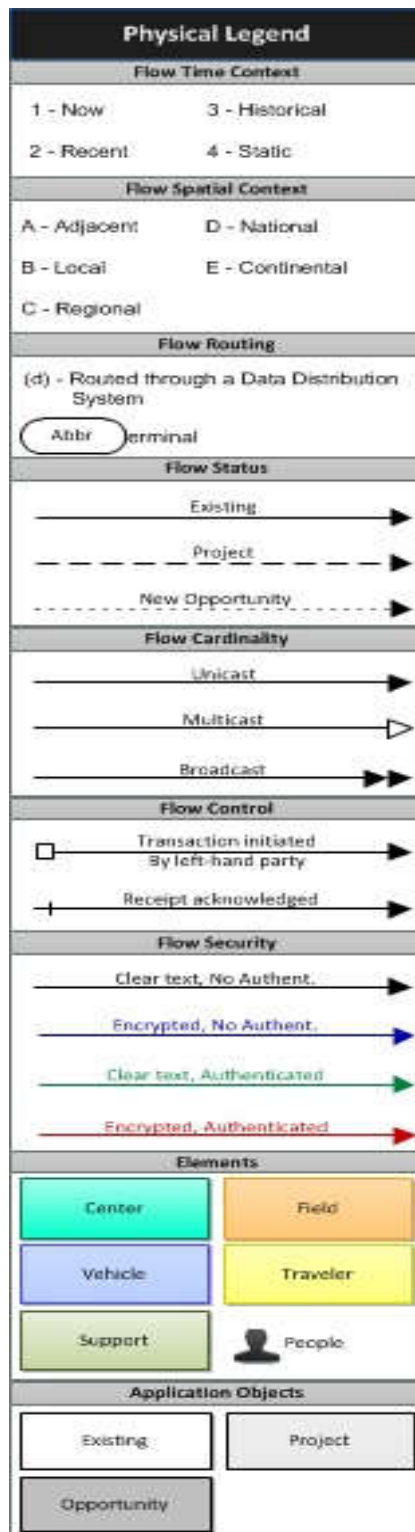 Physical Legend
Flow Time Context
1 - Now 3 - Historical
2 - Recent 4 - Static
Flow Spatial Context
A - Adjacent D - National
B - Local E - Continental
C - Regional
Flow Routing
(d) - Routed through a Data Distribution
System
Abbr erminal
Flow Status
Existing
Project
New Opportunity
Flow Cardinality
Unicast
Multicast
Broadcast
Flow Control
Transaction initiated
By left-hand party
Receipt acknowledged
Flow Security
Clear text, No Authent.
Encrypted, No Authent.
Clear text, Authenticated
Encrypted, Authenticated
Elements
Center Field
Vehicle Traveler
Support People
Application Objects
Existing Project
Opportunity